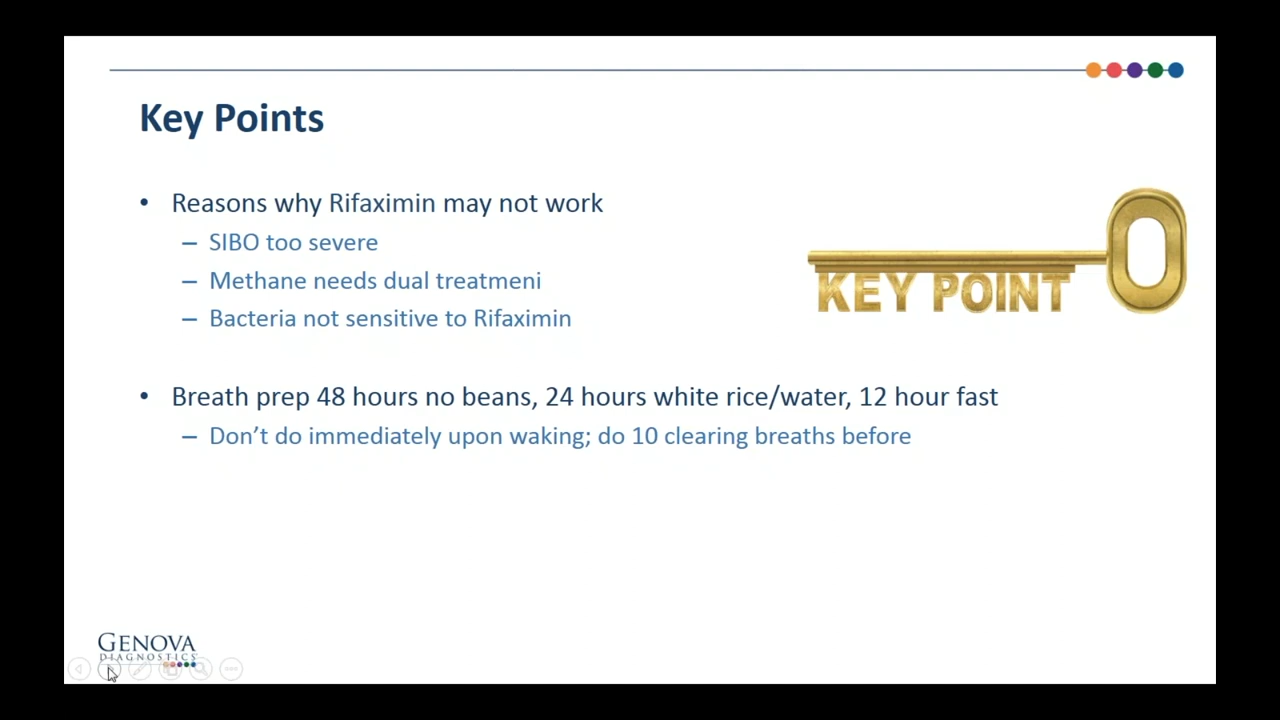 Key Points
• Reasons why Rifaximin may not work
– SIBO too severe
– Methane needs dual treatmeni
– Bacteria not sensitive to Rifaximin
KEY POINT
• Breath prep 48 hours no beans, 24 hours white rice/water, 12 hour fast
– Don’t do immediately upon waking; do 10 clearing breaths before
GENOVA
DIAGNOSTICS